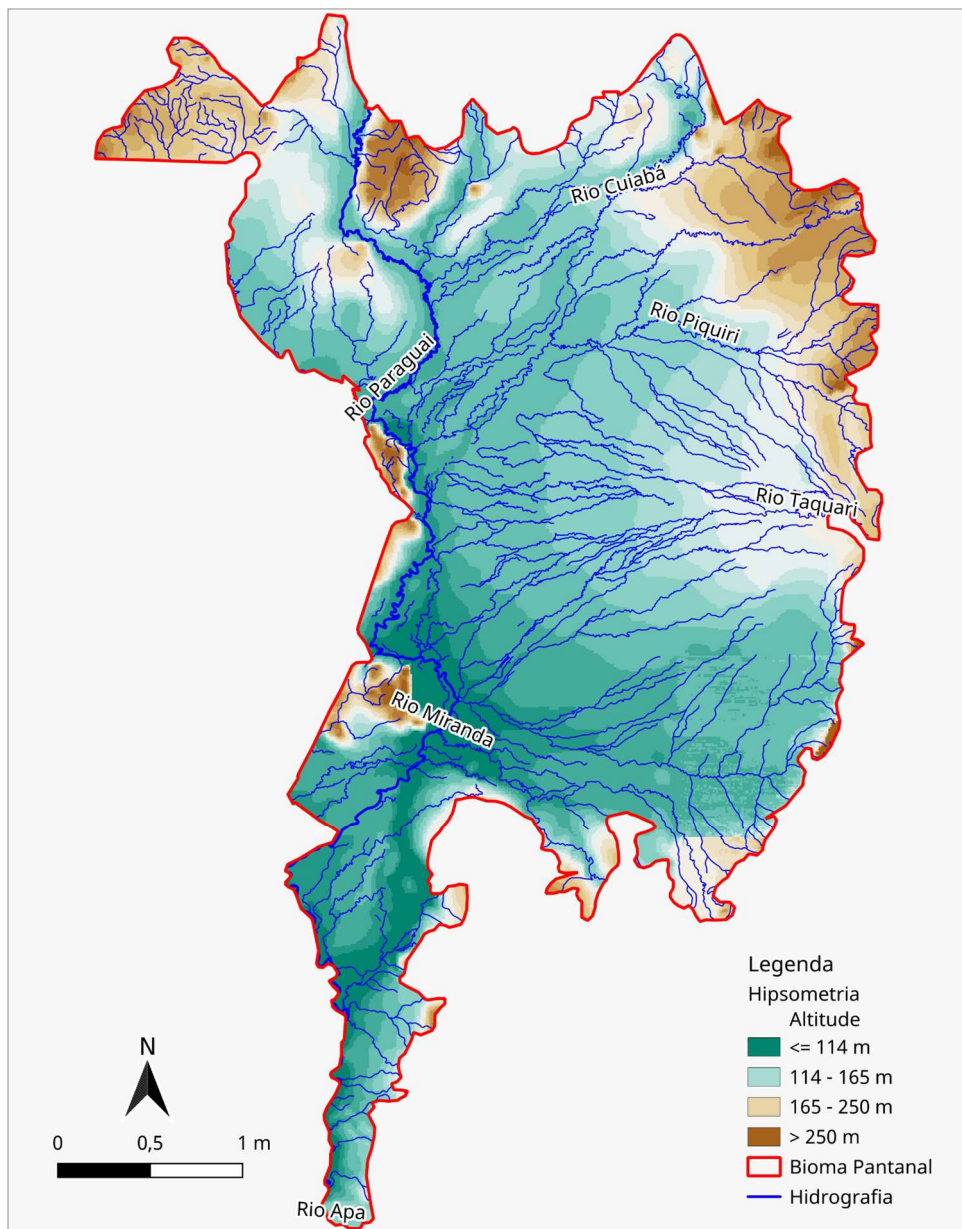 Rio Cuiabá
Rio Piquiri
Rio Paraguai
Rio Taquari
Rio Miranda
Legenda
Hipsometria
Altitude
<= 114 m
114 - 165 m
165 - 250 m
> 250 m
Bioma Pantanal
Hidrografia
N
0 0,5 1 m
Rio Apa